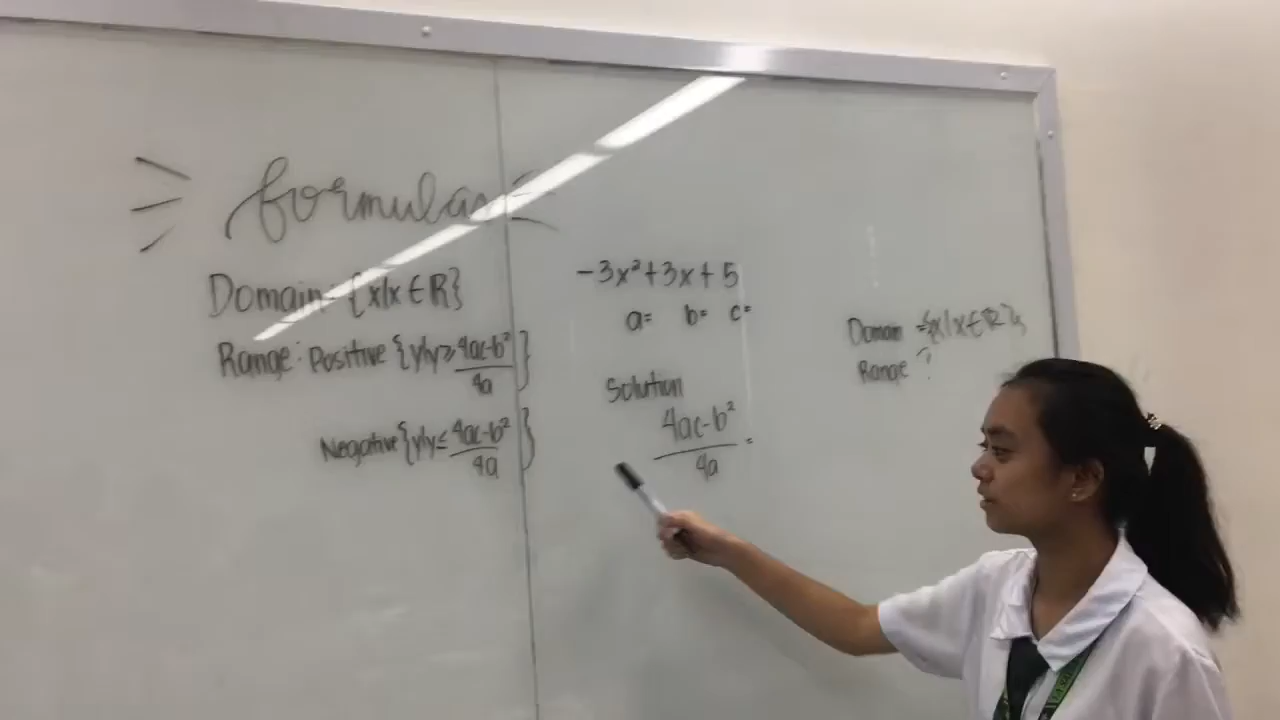 formulas
Domain: {x|x ∈ R}
Range: Positive {y|y ≥ 4ac-b²/4a}
Negative {y|y ≤ 4ac-b²/4a}
-3x²+3x+5
a= b= c=
Solution
4ac-b²/4a =
Domain ={x/x∈R}
Range ?